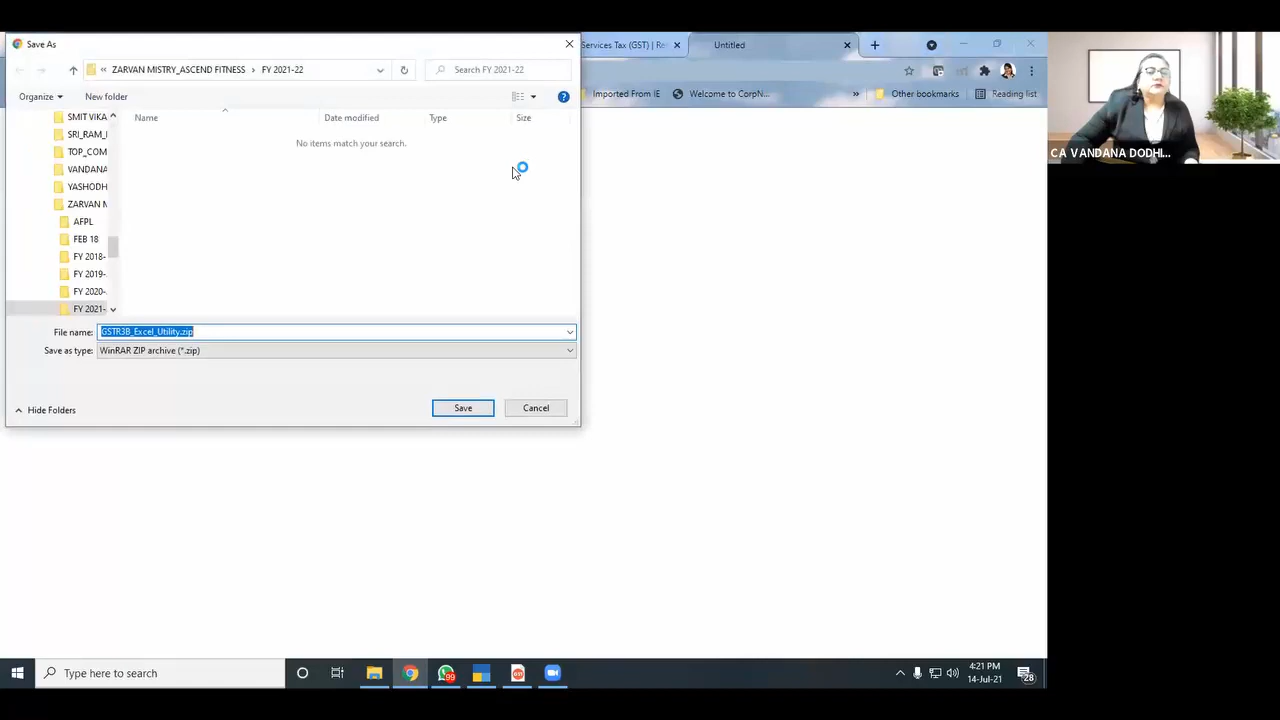 Save As
Services Tax (GST) | Re
Untitled
ZARVAN MISTRY_ASCEND FITNESS
FY 2021-22
Search FY 2021-22
Organize
New folder
Imported From IE
Welcome to CorpN...
Other bookmarks
Reading list
Name
Date modified
Type
Size
No items match your search.
SMIT VIKA
SRI_RAM_
TOP_COM
VANDANA
YASHODH
ZARVAN M
AFPL
FEB 18
FY 2018-
FY 2019-
FY 2020-
FY 2021-
File name:
GSTR3B_Excel_Utility.zip
Save as type:
WinRAR ZIP archive (*.zip)
Hide Folders
Save
Cancel
CA VANDANA DODHI...
Type here to search
99
4:21 PM
14-Jul-21
28